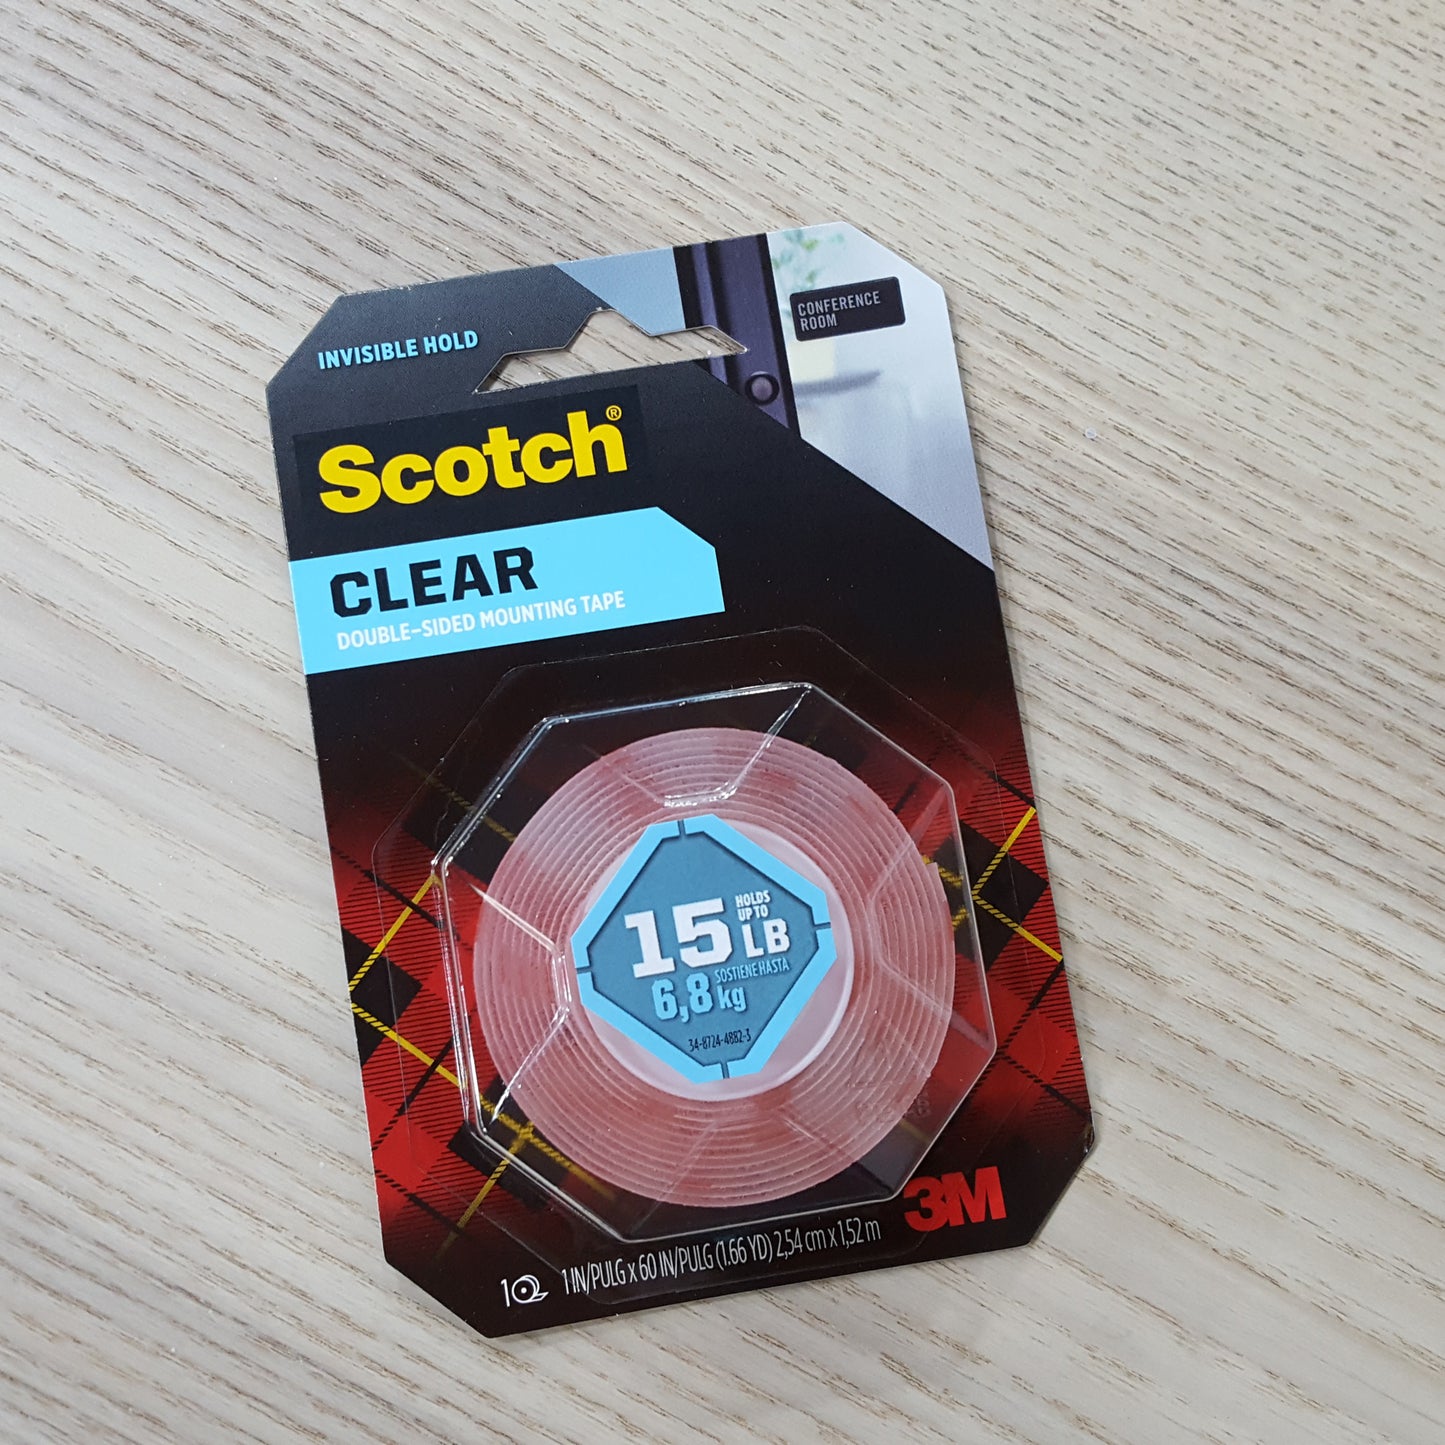 INVISIBLE HOLD
CONFERENCE
ROOM
Scotch®
CLEAR
DOUBLE-SIDED MOUNTING TAPE
15 LB
HOLDS
UP TO
SOSTIENE HASTA
6,8 kg
34-8724-4882-3
3M
1
1 IN/PULG x 60 IN/PULG (1.66 YD) 2,54 cm x 1,52 m